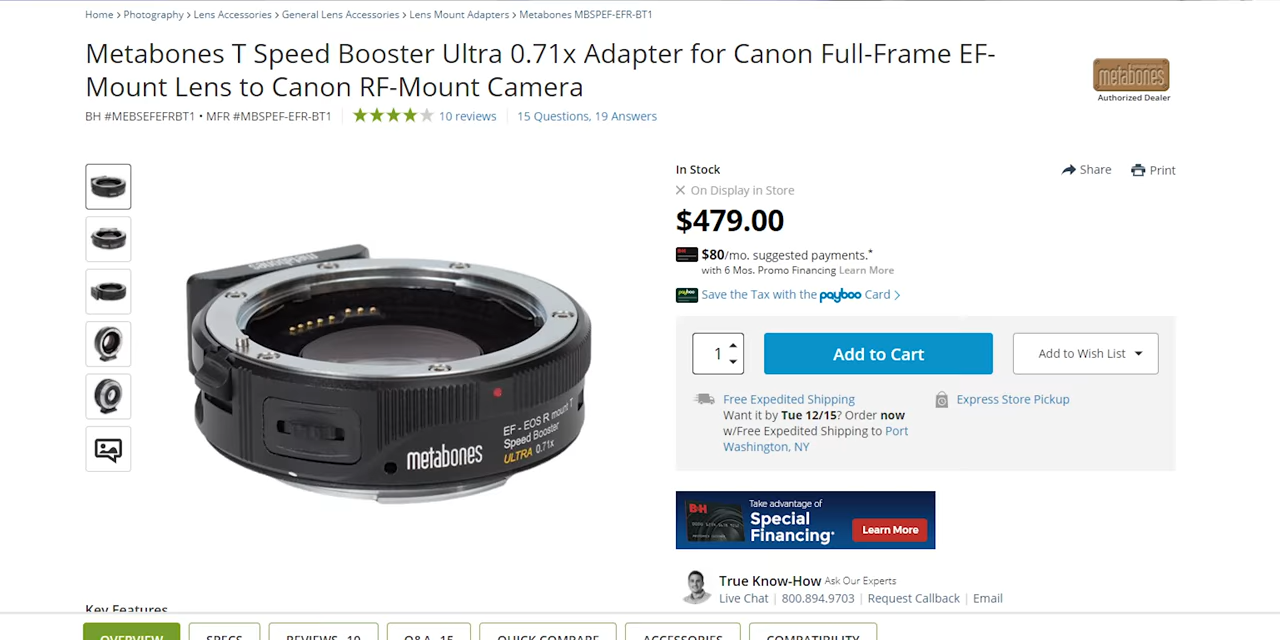 Home > Photography > Lens Accessories > General Lens Accessories > Lens Mount Adapters > Metabones MBSPEF-EFR-BT1
Metabones T Speed Booster Ultra 0.71x Adapter for Canon Full-Frame EF-
Mount Lens to Canon RF-Mount Camera
metabones
Authorized Dealer
BH #MEBSEFEFRBT1 • MFR #MBSPEF-EFR-BT1
10 reviews
15 Questions, 19 Answers
In Stock
Share
Print
On Display in Store
$479.00
$80/mo. suggested payments.*
with 6 Mos. Promo Financing Learn More
payboo
Save the Tax with the payboo Card >
1
Add to Cart
Add to Wish List
Free Expedited Shipping
Express Store Pickup
Want it by Tue 12/15? Order now
w/Free Expedited Shipping to Port
Washington, NY
metabones
EF - EOS R mount T
Speed Booster
ULTRA 0.71x
B&H
Take advantage of
Special
Financing*
Learn More
True Know-How Ask Our Experts
Live Chat | 800.894.9703 | Request Callback | Email
Key Features
OVERVIEW
SPECS
REVIEWS 10
Q&A 15
QUICK COMPARE
ACCESSORIES
COMPATIBILITY